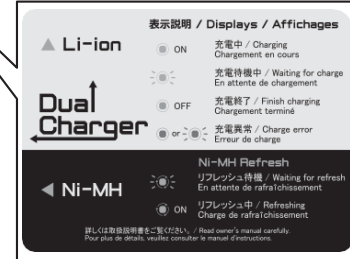 表示説明 / Displays / Affichages
▲ Li-ion
ON 充電中 / Charging
Chargement en cours
充電待機中 / Waiting for charge
En attente de chargement
Dual
Charger
OFF 充電終了 / Finish charging
Chargement terminé
or 充電異常 / Charge error
Erreur de charge
Ni-MH Refresh
◀ Ni-MH
リフレッシュ待機 / Waiting for refresh
En attente de rafraîchissement
ON リフレッシュ中 / Refreshing
Charge de rafraîchissement
詳しくは取扱説明書をご覧ください。 / Read owner's manual carefully.
Pour plus de détails, veuillez consulter le manuel d'instructions.